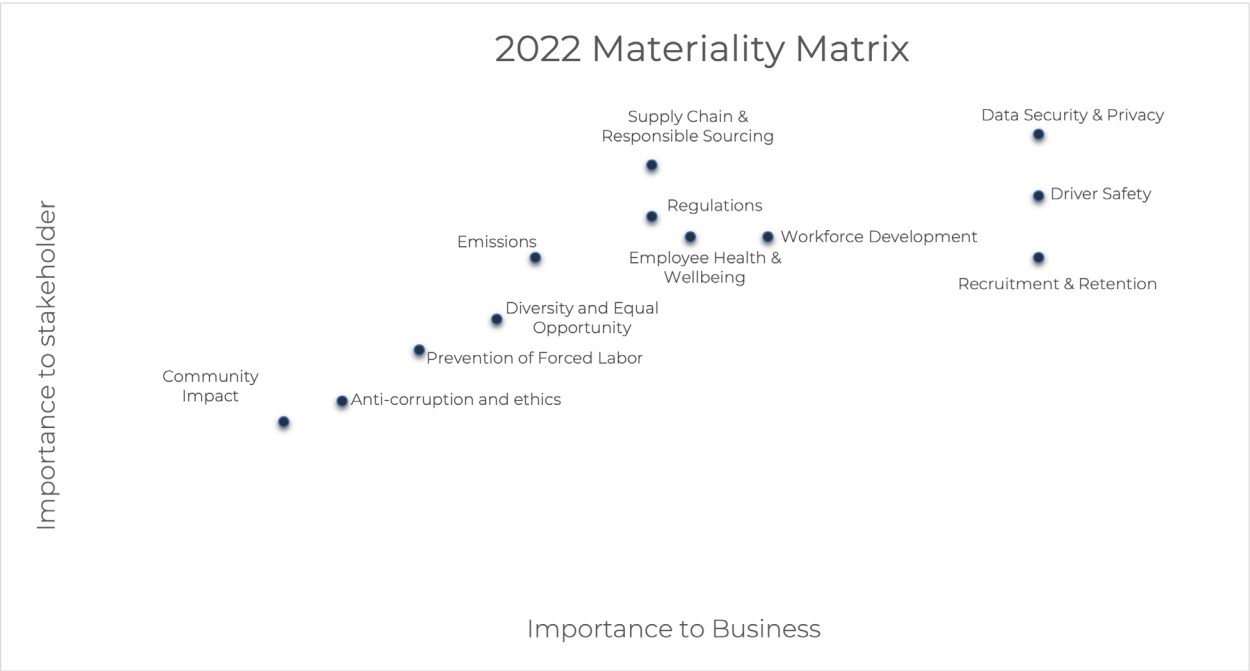 2022 Materiality Matrix
Supply Chain &
Responsible Sourcing
Data Security & Privacy
Driver Safety
Regulations
Workforce Development
Emissions
Employee Health &
Wellbeing
Recruitment & Retention
Diversity and Equal
Opportunity
Prevention of Forced Labor
Community
Impact
Anti-corruption and ethics
Importance to stakeholder
Importance to Business